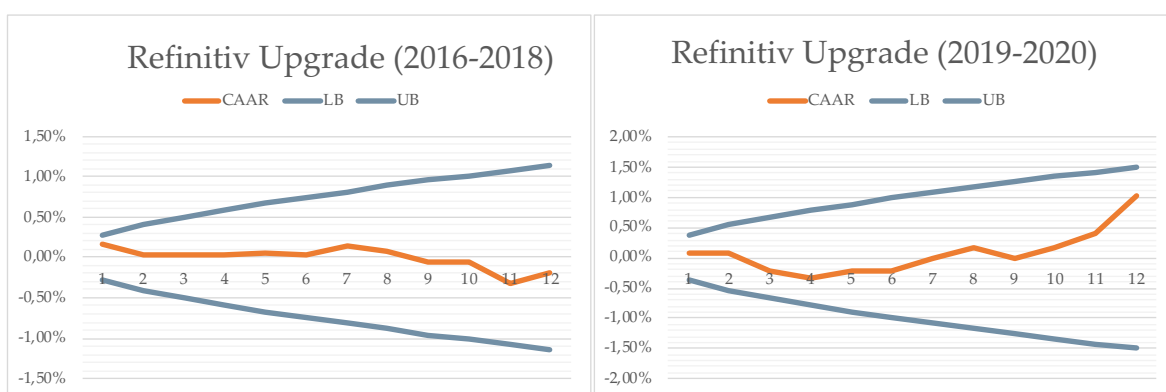 Refinitiv Upgrade (2016-2018)
CAAR LB UB
1,50%
1,00%
0,50%
0,00%
1 2 3 4 5 6 7 8 9 10 11 12
-0,50%
-1,00%
-1,50%
Refinitiv Upgrade (2019-2020)
CAAR LB UB
2,00%
1,50%
1,00%
0,50%
0,00%
1 2 3 4 5 6 7 8 9 10 11 12
-0,50%
-1,00%
-1,50%
-2,00%